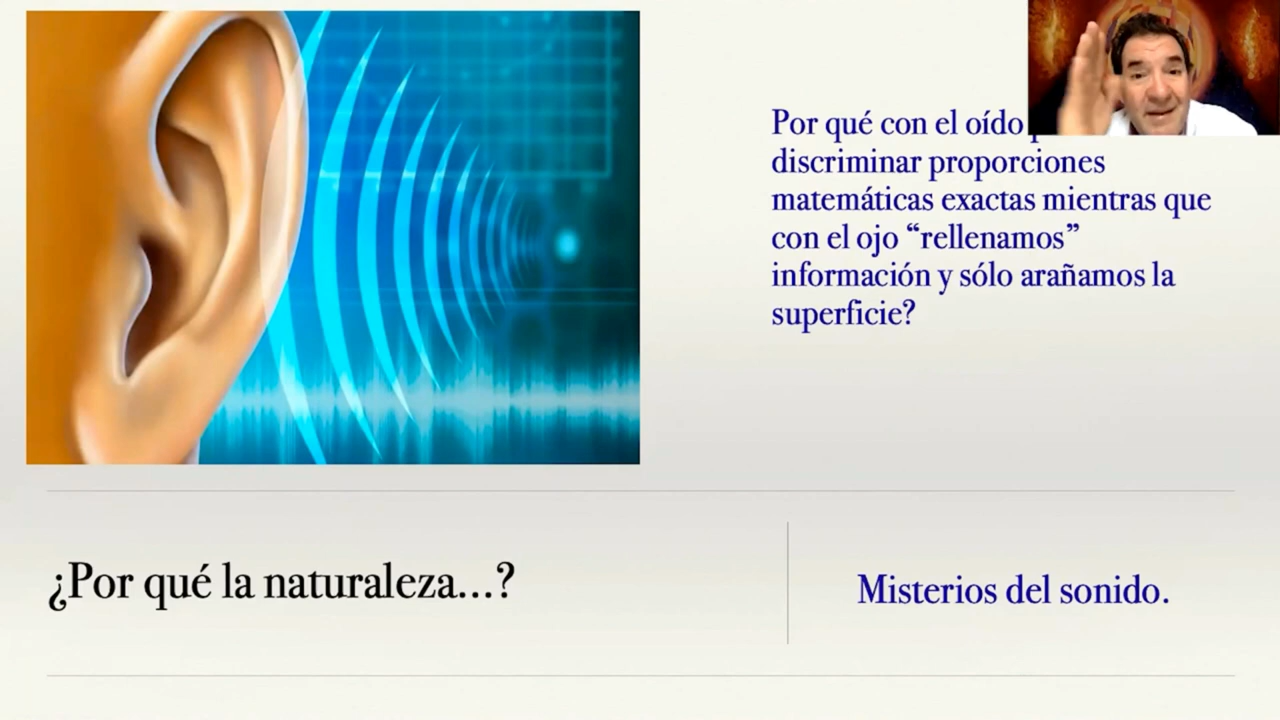 Por qué con el oído
discriminar proporciones
matemáticas exactas mientras que
con el ojo “rellenamos”
información y sólo arañamos la
superficie?
¿Por qué la naturaleza...?
Misterios del sonido.